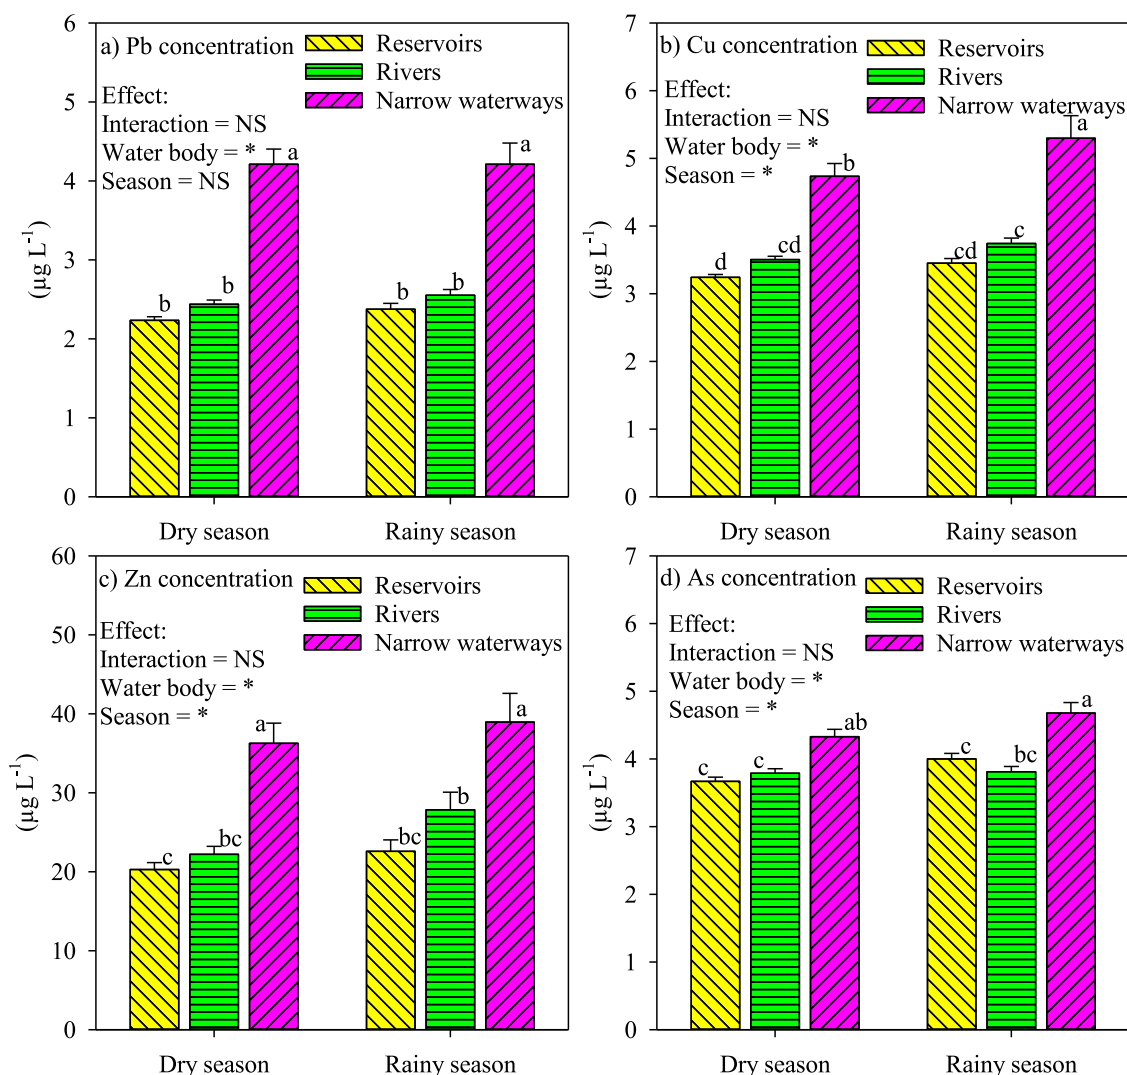 a) Pb concentration
Reservoirs
Rivers
Narrow waterways
Effect:
Interaction = NS
Water body = *
Season = NS
(µg L⁻¹)
6
5
4
3
2
1
0
b
b
a
b
b
a
Dry season
Rainy season
b) Cu concentration
Reservoirs
Rivers
Narrow waterways
Effect:
Interaction = NS
Water body = *
Season = *
(µg L⁻¹)
7
6
5
4
3
2
1
0
d
cd
b
cd
c
a
Dry season
Rainy season
c) Zn concentration
Reservoirs
Rivers
Narrow waterways
Effect:
Interaction = NS
Water body = *
Season = *
(µg L⁻¹)
60
50
40
30
20
10
0
c
bc
a
bc
b
a
Dry season
Rainy season
d) As concentration
Reservoirs
Rivers
Narrow waterways
Effect:
Interaction = NS
Water body = *
Season = *
(µg L⁻¹)
7
6
5
4
3
2
1
0
c
c
ab
c
bc
a
Dry season
Rainy season